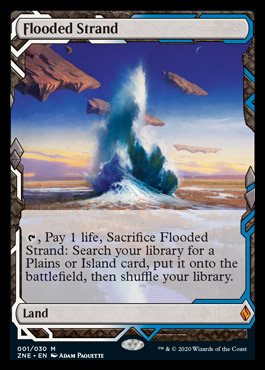 Flooded Strand
, Pay 1 life, Sacrifice Flooded
Strand: Search your library for a
Plains or Island card, put it onto the
battlefield, then shuffle your library.
Land
001/030 M
ZNE • EN Adam Paquette
™ & © 2020 Wizards of the Coast